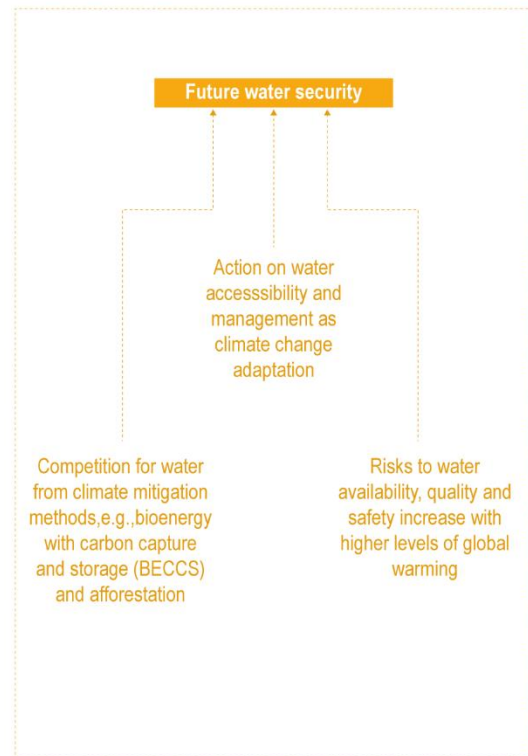 Future water security
Action on water
accesssibility and
management as
climate change
adaptation
Competition for water
from climate mitigation
methods,e.g.,bioenergy
with carbon capture
and storage (BECCS)
and afforestation
Risks to water
availability, quality and
safety increase with
higher levels of global
warming